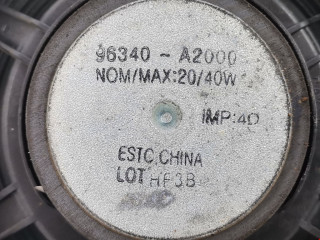 96340 - A2000
NOM/MAX:20/40W
IMP:4Ω
ESTC,CHINA
LOT HF3B